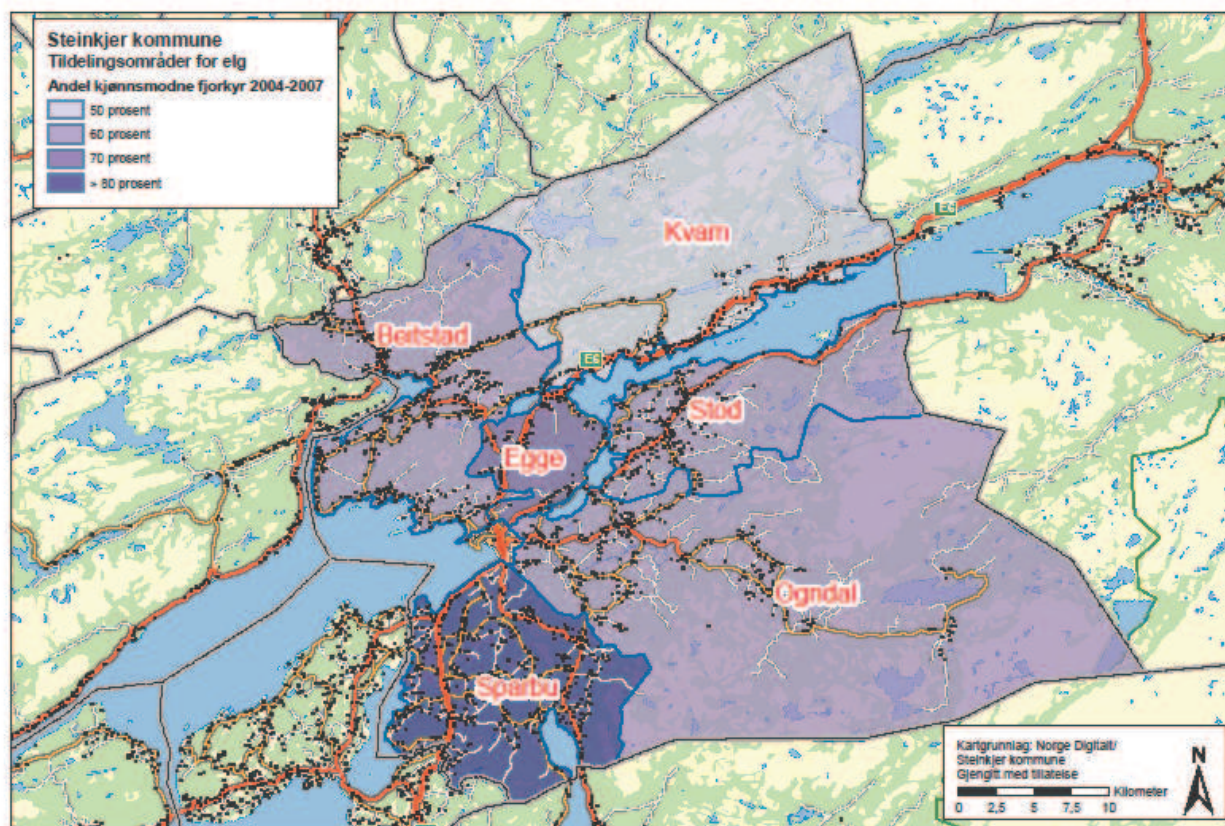 Steinkjer kommune
Tildelingsområder for elg
Andel kjønnsmodne fjorkyr 2004-2007
50 prosent
60 prosent
70 prosent
> 80 prosent
Kvam
E6
Beitstad
E6
Stod
Egge
Ogndal
Sparbu
Kartgrunnlag: Norge Digitalt/
Steinkjer kommune
Gjengitt med tillatelse
Kilometer
0 2,5 5 7,5 10
N